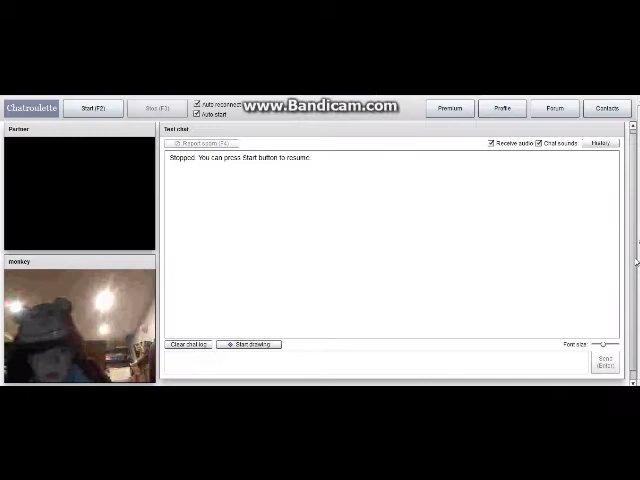 Chatroulette
Start (F2)
Stop (F3)
Auto reconnect
Auto start
www.Bandicam.com
Premium
Profile
Forum
Contacts
Partner
Text chat
Report spam (F4)
Receive audio
Chat sounds
History
Stopped. You can press Start button to resume.
monkey
Clear chat log
Start drawing
Font size:
Send
(Enter)